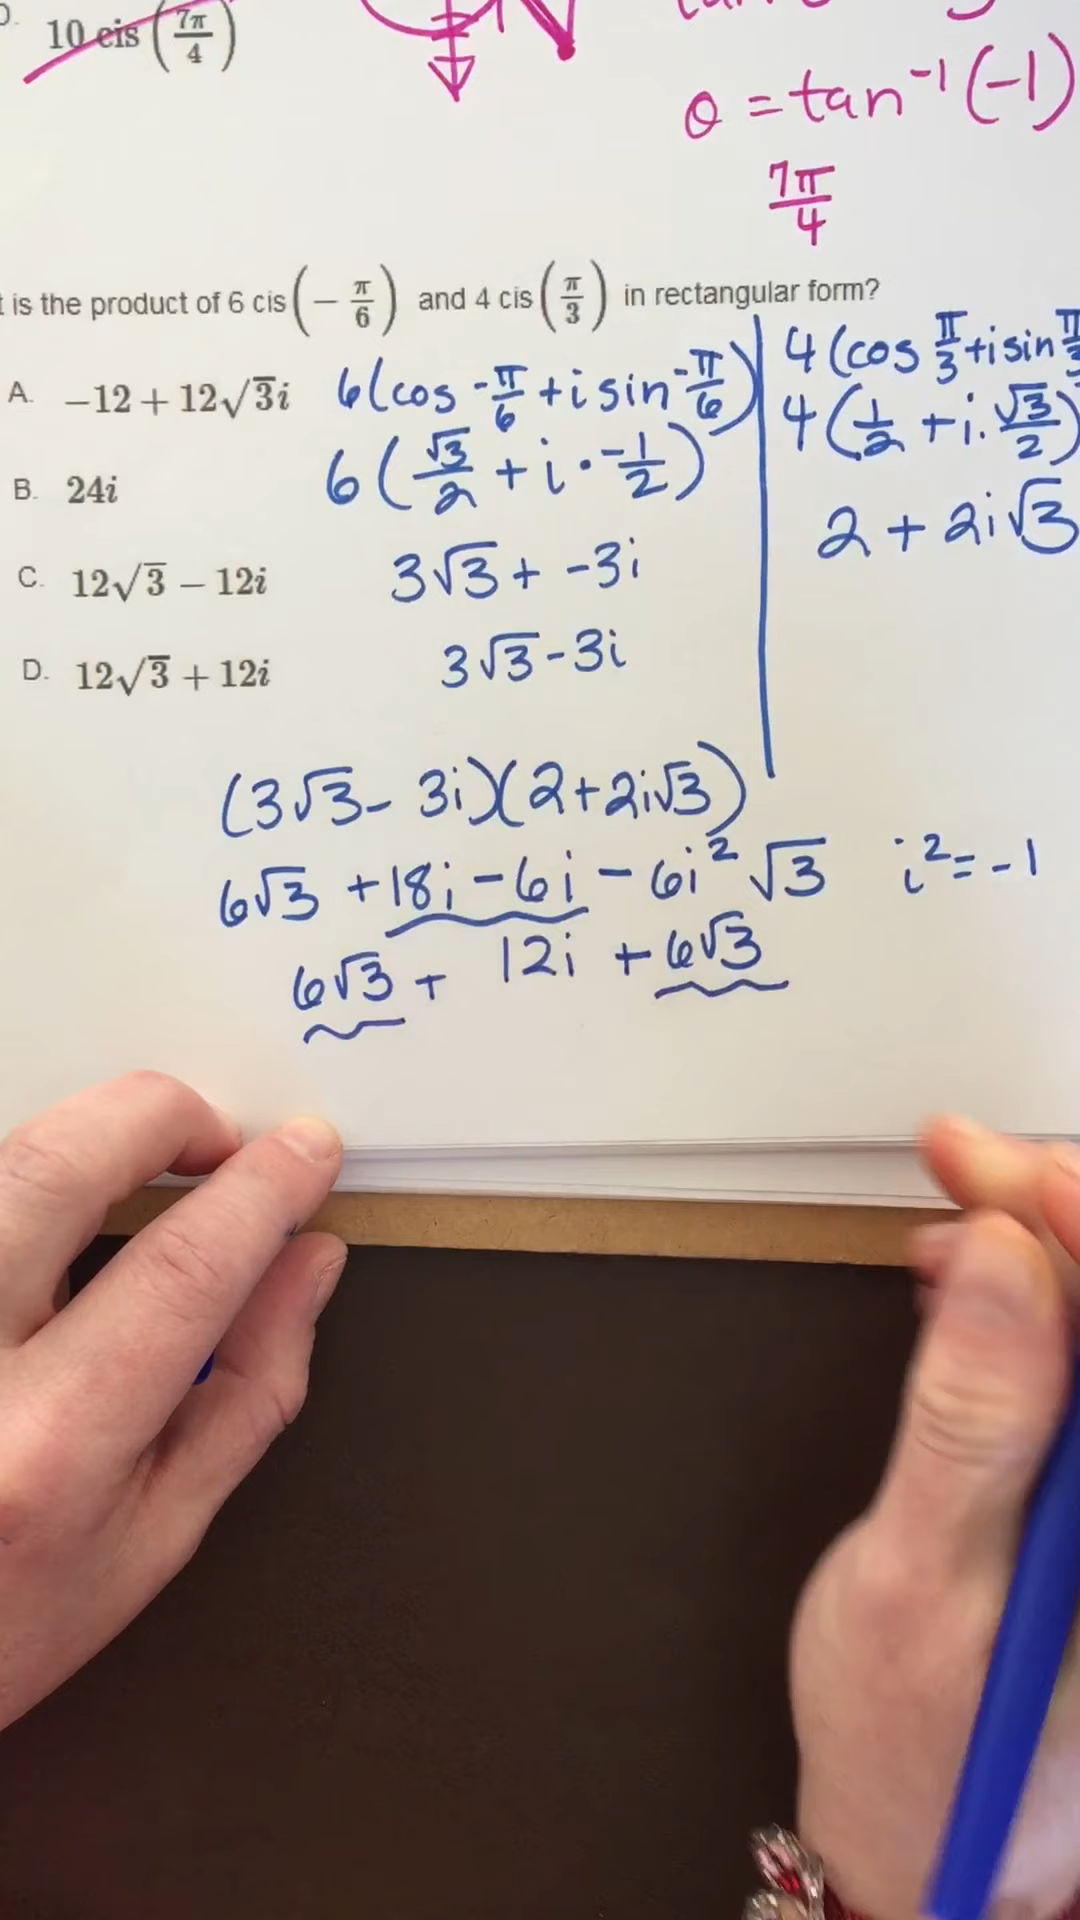 10 cis (7π/4)
θ = tan⁻¹(-1)
7π/4
is the product of 6 cis(−π/6) and 4 cis(π/3) in rectangular form?
A. −12 + 12√3i
B. 24i
C. 12√3 − 12i
D. 12√3 + 12i
6(cos -π/6 + i sin -π/6)
6(√3/2 + i · -1/2)
3√3 + -3i
3√3 - 3i
4(cos π/3 + i sin
4(1/2 + i · √3/2)
2 + 2i√3
(3√3 - 3i)(2 + 2i√3)
6√3 + 18i - 6i - 6i²√3 i² = -1
6√3 + 12i + 6√3